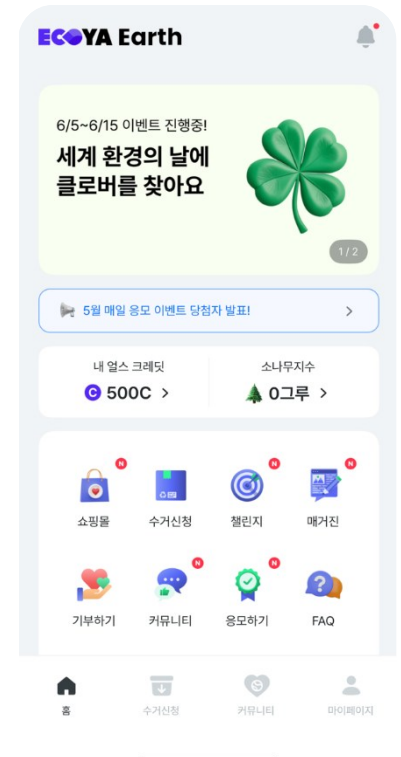 ECOYA Earth
6/5~6/15 이벤트 진행중!
세계 환경의 날에
클로버를 찾아요
1/2
5월 매일 응모 이벤트 당첨자 발표!
내 얼스 크레딧
소나무지수
C 500C
0그루
N
N
N
쇼핑몰
수거신청
챌린지
매거진
N
N
기부하기
커뮤니티
응모하기
FAQ
홈
수거신청
커뮤니티
마이페이지